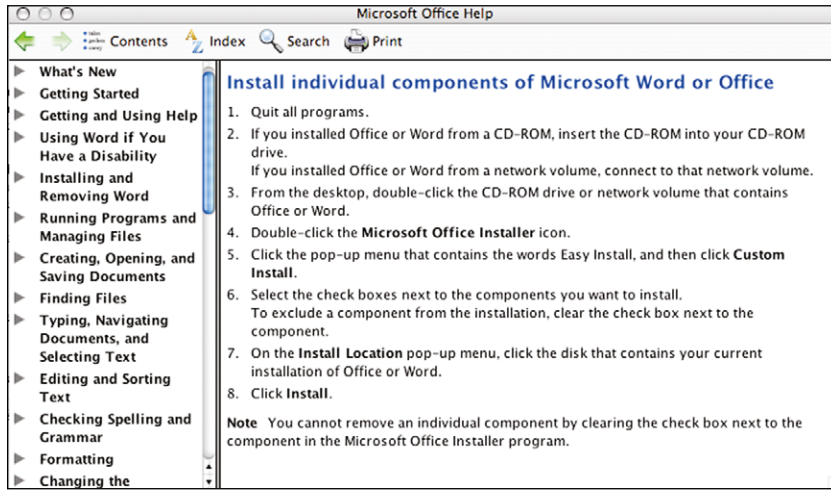 Microsoft Office Help
Contents
Index
Search
Print
What's New
Getting Started
Getting and Using Help
Using Word if You
Have a Disability
Installing and
Removing Word
Running Programs and
Managing Files
Creating, Opening, and
Saving Documents
Finding Files
Typing, Navigating
Documents, and
Selecting Text
Editing and Sorting
Text
Checking Spelling and
Grammar
Formatting
Changing the
Install individual components of Microsoft Word or Office
1. Quit all programs.
2. If you installed Office or Word from a CD-ROM, insert the CD-ROM into your CD-ROM
drive.
If you installed Office or Word from a network volume, connect to that network volume.
3. From the desktop, double-click the CD-ROM drive or network volume that contains
Office or Word.
4. Double-click the Microsoft Office Installer icon.
5. Click the pop-up menu that contains the words Easy Install, and then click Custom
Install.
6. Select the check boxes next to the components you want to install.
To exclude a component from the installation, clear the check box next to the
component.
7. On the Install Location pop-up menu, click the disk that contains your current
installation of Office or Word.
8. Click Install.
Note You cannot remove an individual component by clearing the check box next to the
component in the Microsoft Office Installer program.